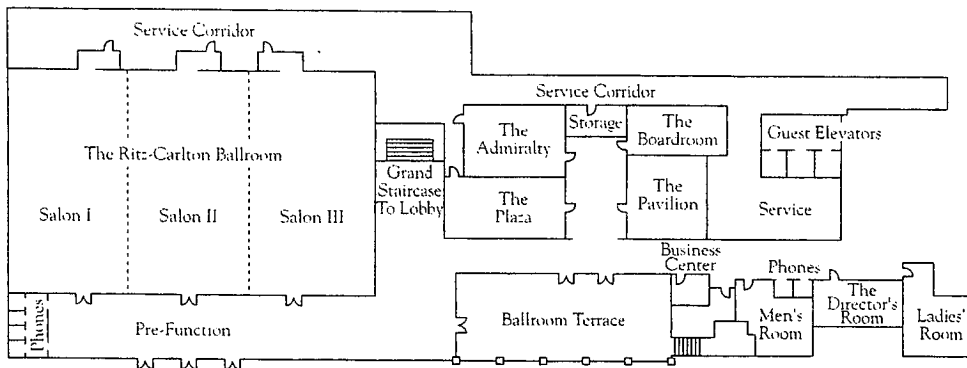 Service Corridor
Service Corridor
The
Admiralty
Storage
The
Boardroom
Guest Elevators
The Ritz-Carlton Ballroom
Grand
Staircase
To Lobby
Salon I
Salon II
Salon III
The
Plaza
The
Pavilion
Service
Business
Center
Phones
Phones
Pre-Function
Ballroom Terrace
Men's
Room
The
Director's
Room
Ladies'
Room